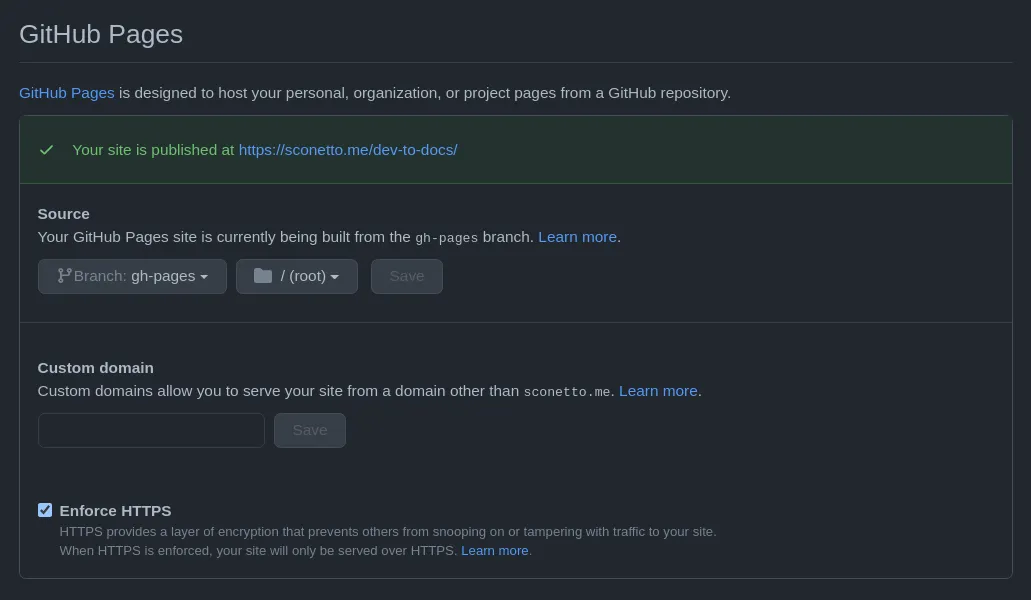 GitHub Pages
GitHub Pages is designed to host your personal, organization, or project pages from a GitHub repository.
Your site is published at https://sconetto.me/dev-to-docs/
Source
Your GitHub Pages site is currently being built from the gh-pages branch. Learn more.
Branch: gh-pages / (root) Save
Custom domain
Custom domains allow you to serve your site from a domain other than sconetto.me. Learn more.
Save
Enforce HTTPS
HTTPS provides a layer of encryption that prevents others from snooping on or tampering with traffic to your site.
When HTTPS is enforced, your site will only be served over HTTPS. Learn more.